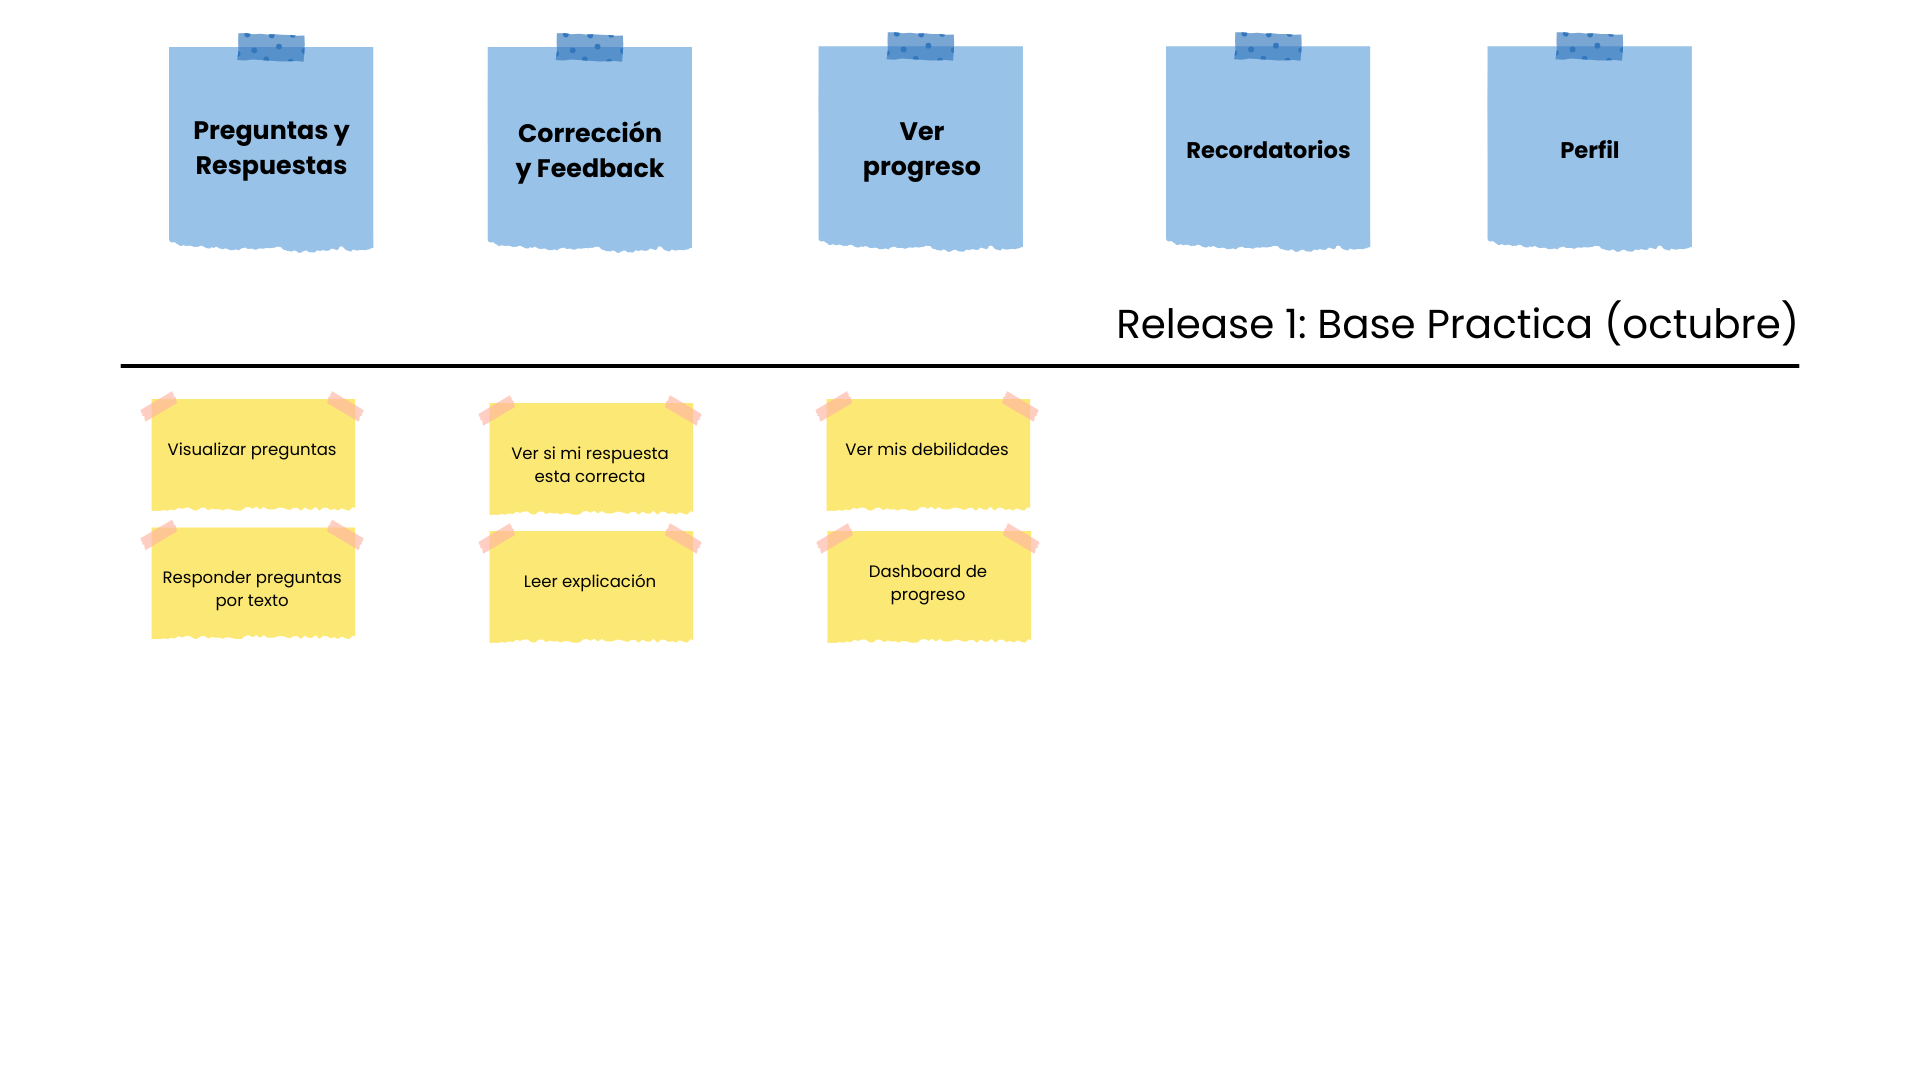 Preguntas y
Respuestas
Corrección
y Feedback
Ver
progreso
Recordatorios
Perfil
Release 1: Base Practica (octubre)
Visualizar preguntas
Ver si mi respuesta
esta correcta
Ver mis debilidades
Responder preguntas
por texto
Leer explicación
Dashboard de
progreso